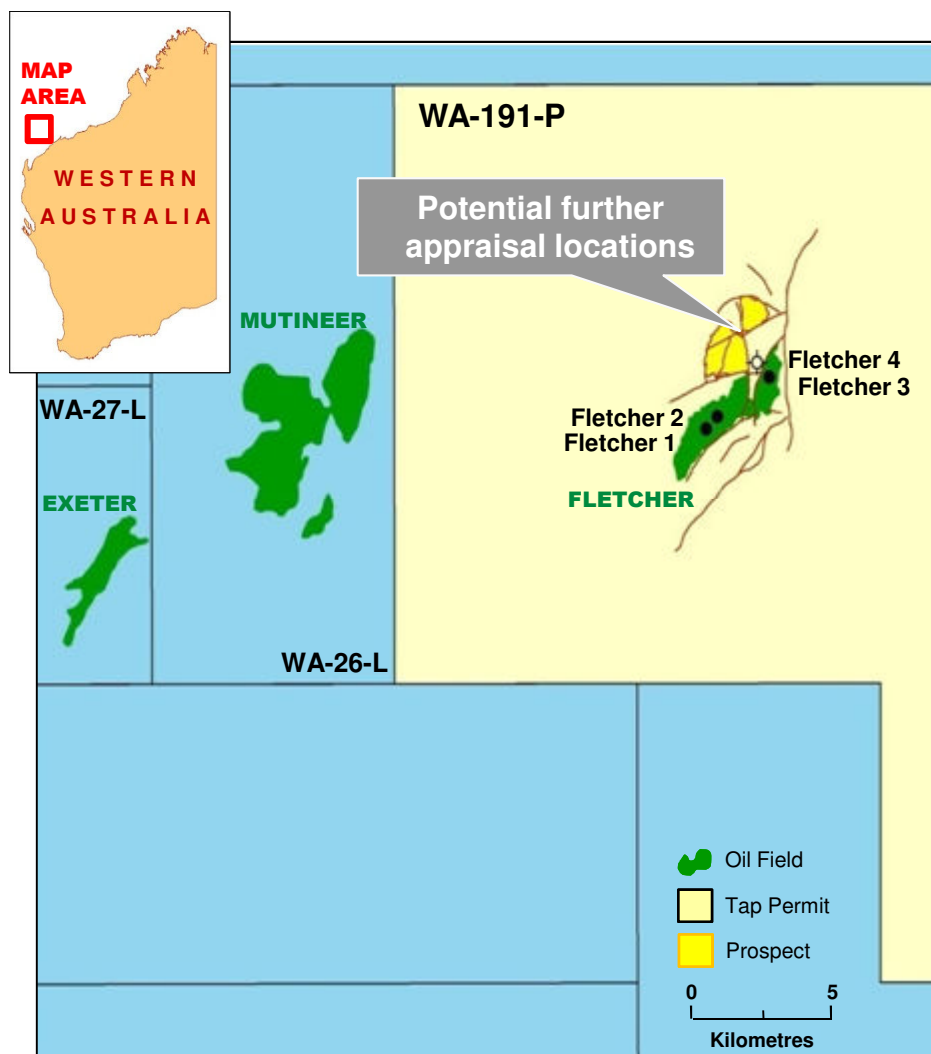 MAP
AREA
WESTERN
AUSTRALIA
WA-191-P
Potential further
appraisal locations
MUTINEER
Fletcher 4
Fletcher 3
WA-27-L
Fletcher 2
Fletcher 1
EXETER
FLETCHER
WA-26-L
Oil Field
Tap Permit
Prospect
0 5
Kilometres